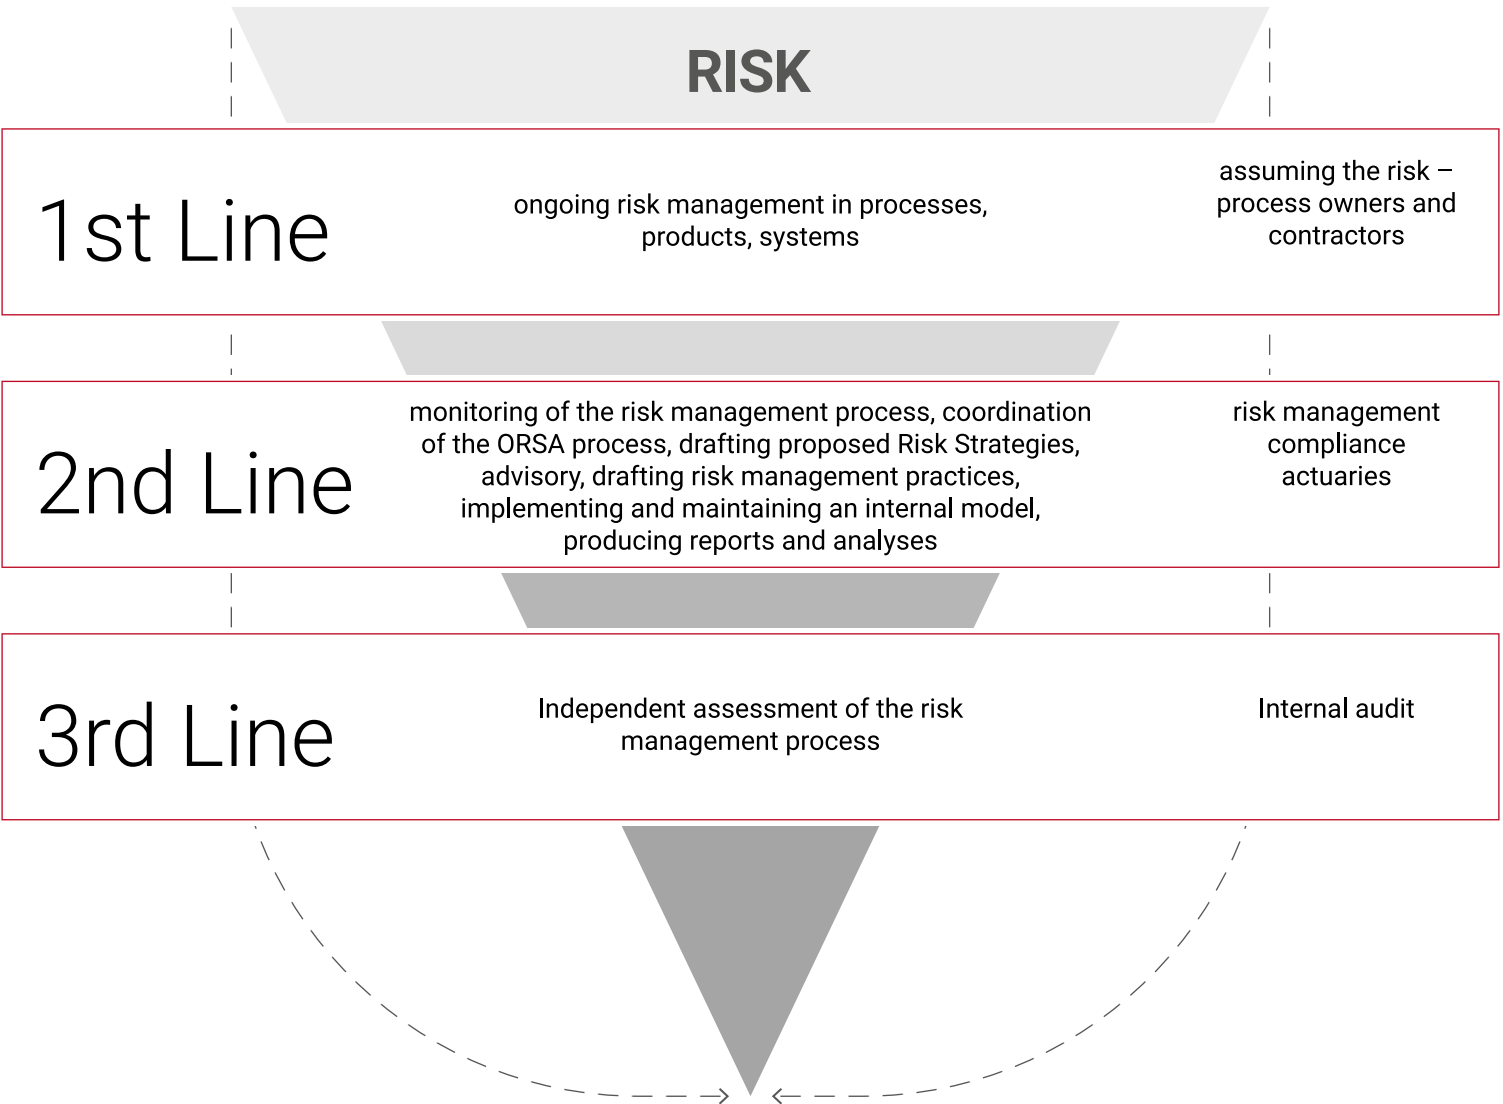 RISK
1st Line
ongoing risk management in processes,
products, systems
assuming the risk –
process owners and
contractors
2nd Line
monitoring of the risk management process, coordination
of the ORSA process, drafting proposed Risk Strategies,
advisory, drafting risk management practices,
implementing and maintaining an internal model,
producing reports and analyses
risk management
compliance
actuaries
3rd Line
Independent assessment of the risk
management process
Internal audit